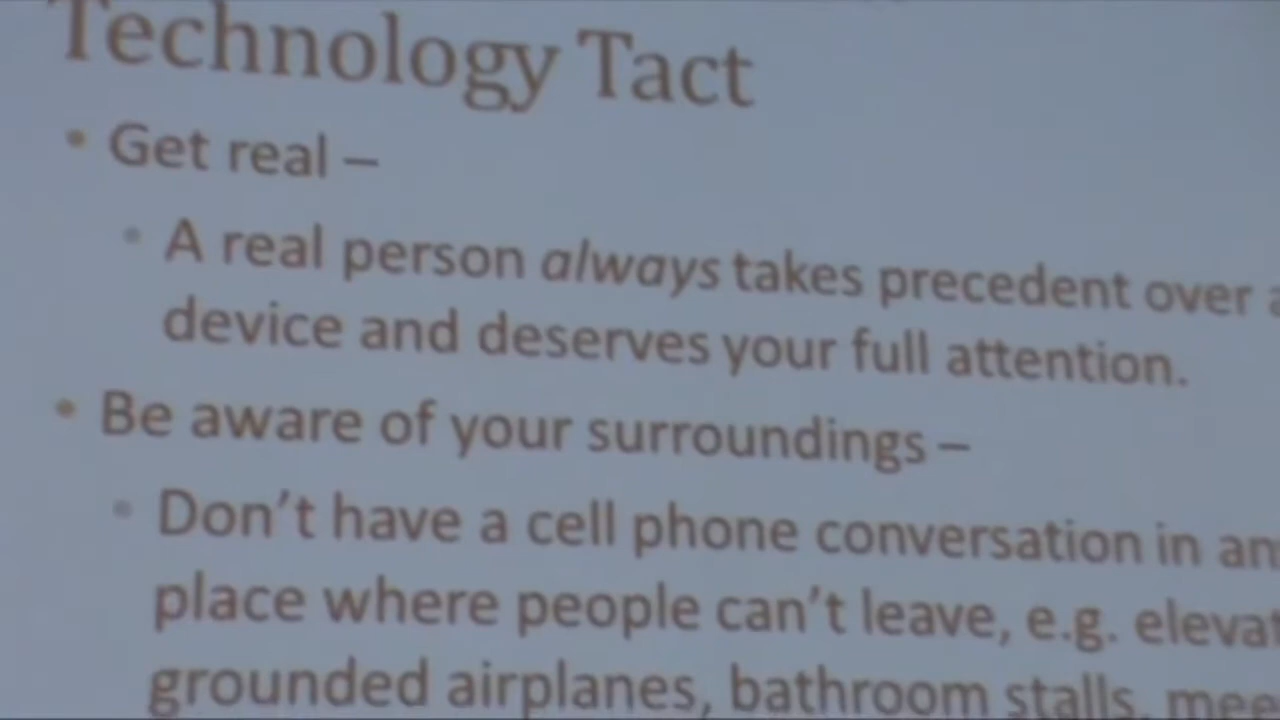 Technology Tact
• Get real –
• A real person always takes precedent over
device and deserves your full attention.
• Be aware of your surroundings –
• Don't have a cell phone conversation in
place where people can't leave, e.g.
grounded airplanes, bathroom stalls,